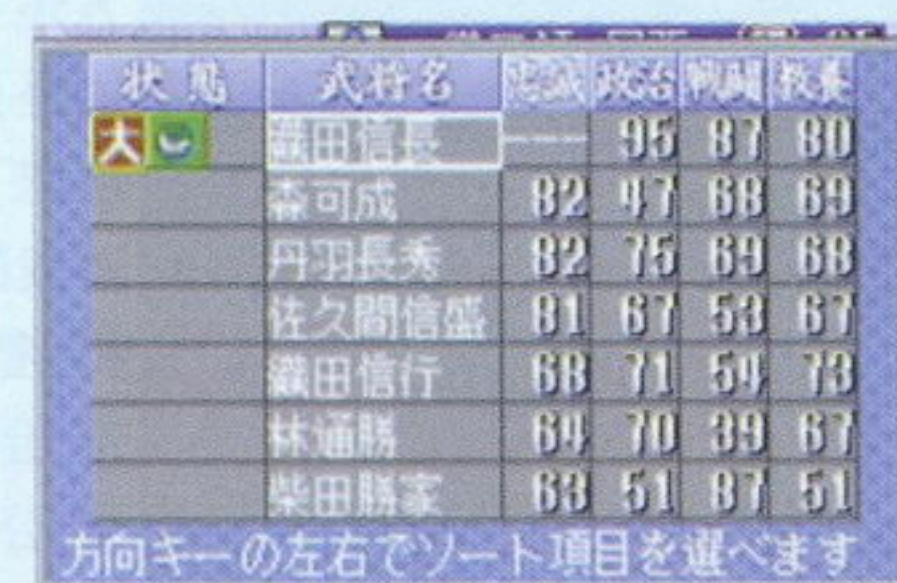 状態 武将名 忠誠 政治 戦闘 教養
大 織田信長 ── 95 87 80
森可成 82 47 68 69
丹羽長秀 82 75 69 68
佐久間信盛 81 67 53 67
織田信行 68 71 54 73
林通勝 64 70 39 67
柴田勝家 63 51 87 51
方向キーの左右でソート項目を選べます